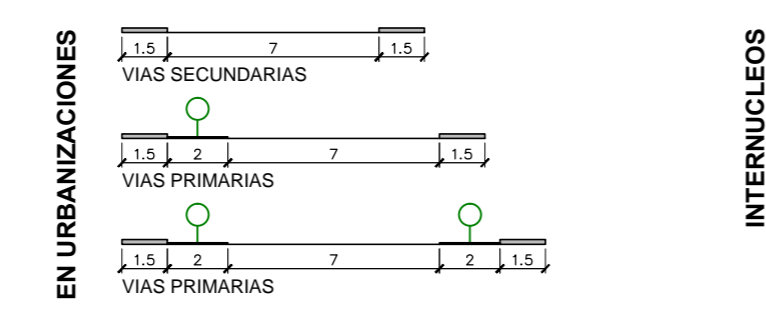 EN URBANIZACIONES
1.5 7 1.5
VIAS SECUNDARIAS
1.5 2 7 1.5
VIAS PRIMARIAS
1.5 2 7 2 1.5
VIAS PRIMARIAS
INTERNUCLEOS